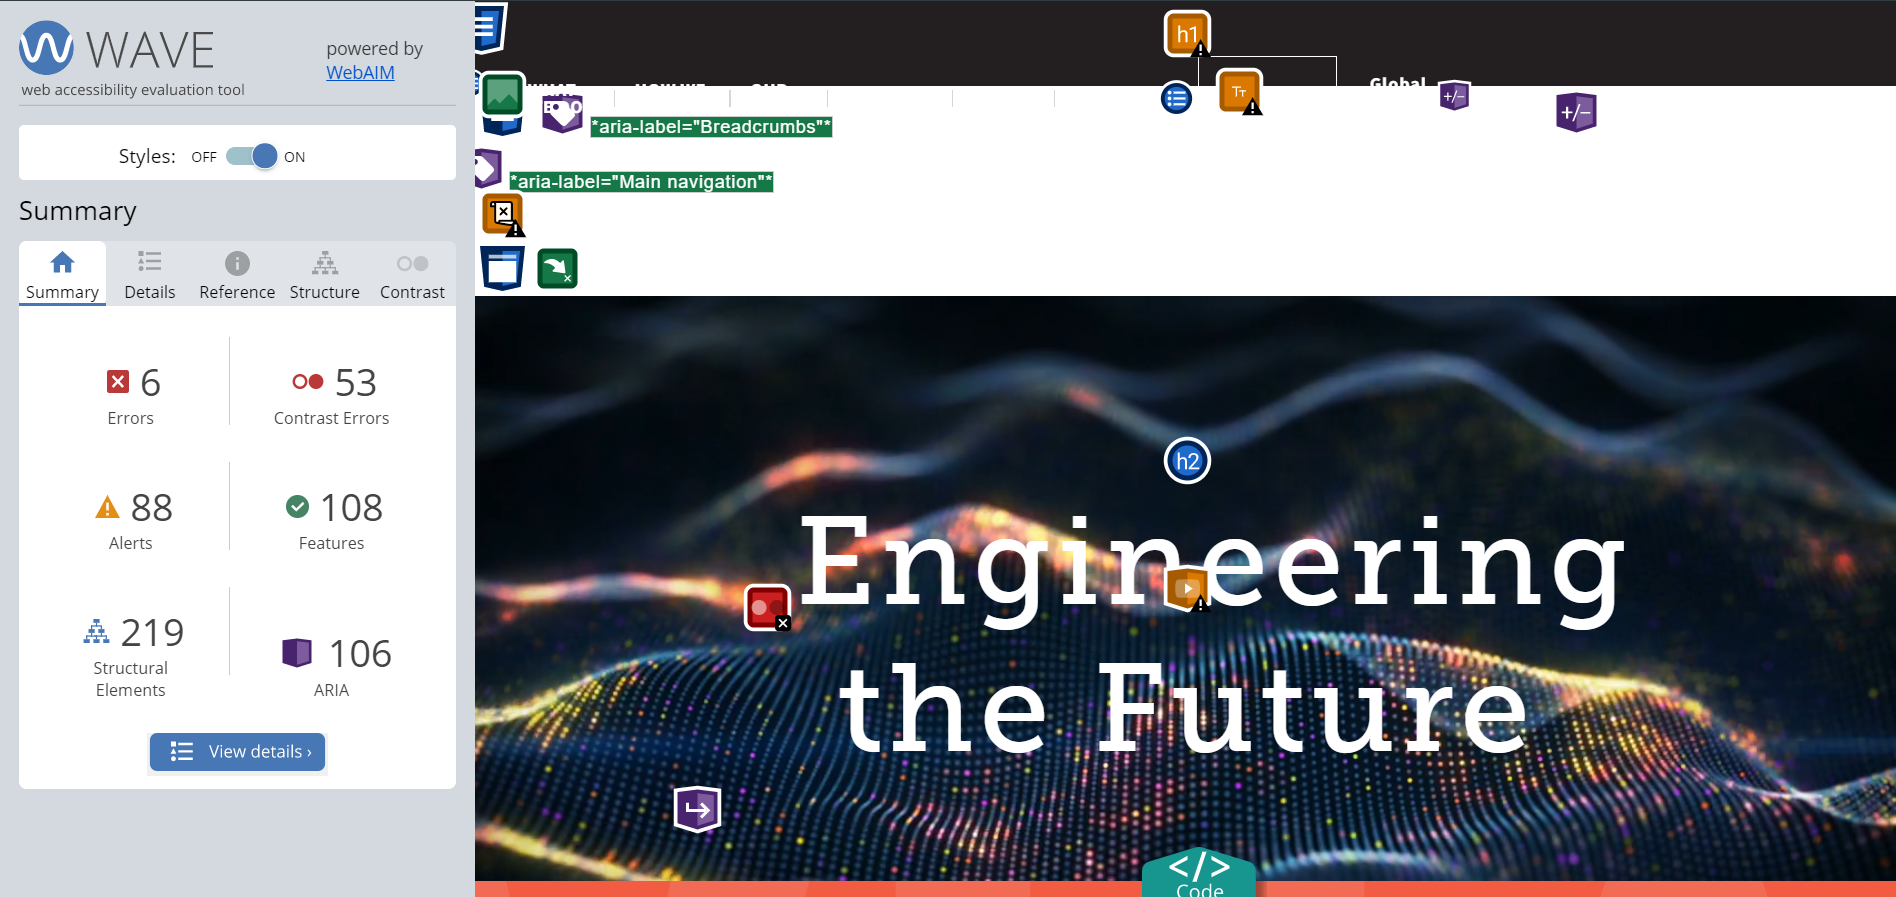 WAVE
powered by
WebAIM
web accessibility evaluation tool
Styles: OFF ON
Summary
Summary Details Reference Structure Contrast
6
Errors
53
Contrast Errors
88
Alerts
108
Features
219
Structural
Elements
106
ARIA
View details ›
h1
Tt
Global
+/-
+/-
*aria-label="Breadcrumbs"*
*aria-label="Main navigation"*
h2
Engineering
the Future
</>
Code